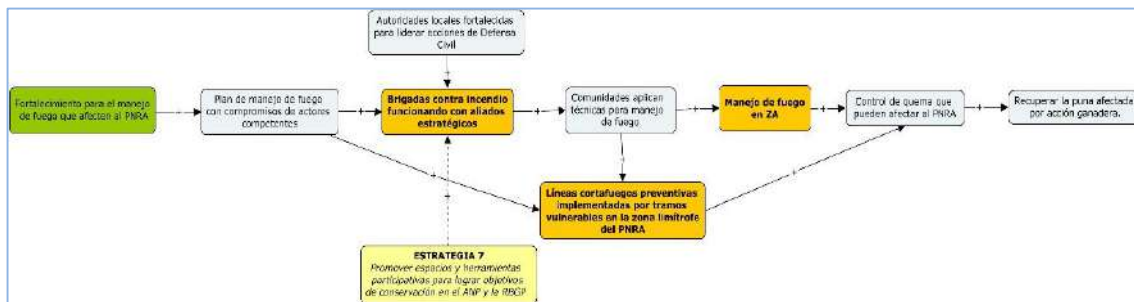 Autoridades locales fortalecidas
para liderar acciones de Defensa
Civil
Fortalecimiento para el manejo
de fuego que afecten al PNRA
Plan de manejo de fuego
con compromisos de actores
competentes
Brigadas contra incendio
funcionando con aliados
estratégicos
Comunidades aplican
técnicas para manejo
de fuego
Manejo de fuego
en ZA
Control de quema que
pueden afectar al PNRA
Recuperar la puna afectada
por acción ganadera.
Líneas cortafuegos preventivas
implementadas por tramos
vulnerables en la zona limítrofe
del PNRA
ESTRATEGIA 7
Promover espacios y herramientas
participativas para lograr objetivos
de conservación en el ANP y la RBGP